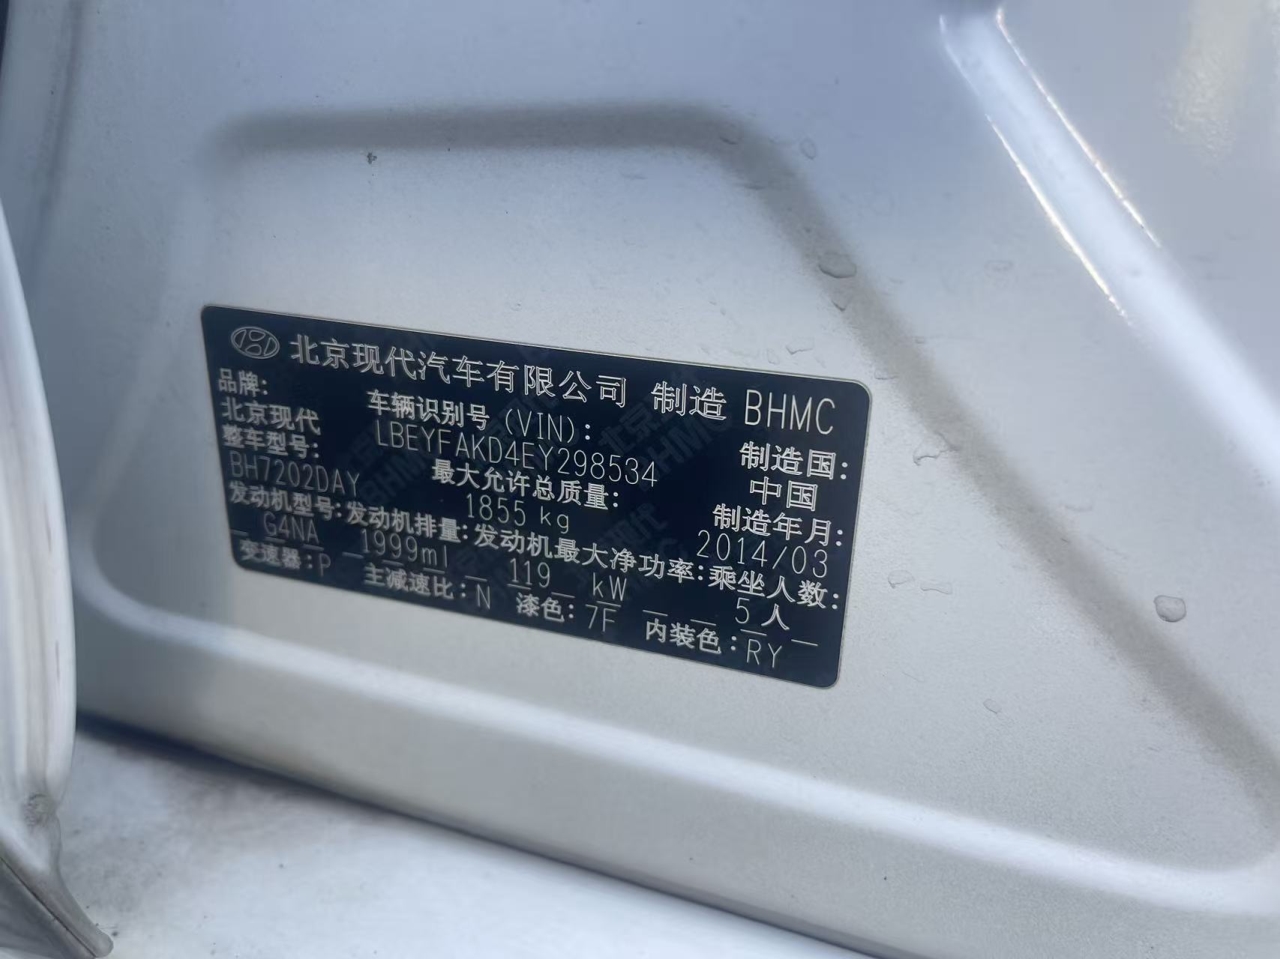 北京现代汽车有限公司 制造 BHMC
品牌: 车辆识别号 (VIN): 制造国:
北京现代 LBEYFAKD4EY298534 中国
整车型号: 最大允许总质量: 制造年月:
BH7202DAY 1855 kg 2014/03
发动机型号: 发动机排量: 发动机最大净功率: 乘坐人数:
G4NA 1999ml 119 kW 5 人
变速器: P 主减速比: N 漆色: 7F 内装色: RY